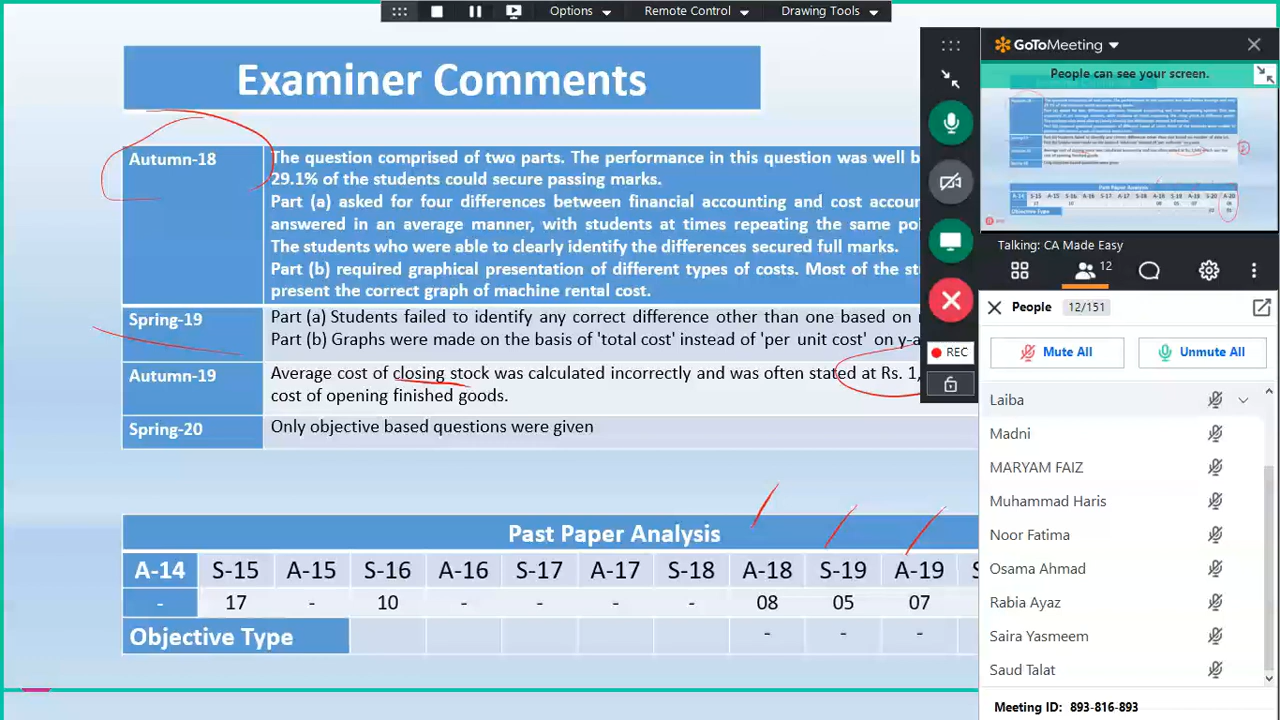 Options
Remote Control
Drawing Tools
Examiner Comments
Autumn-18
The question comprised of two parts. The performance in this question was well b
29.1% of the students could secure passing marks.
Part (a) asked for four differences between financial accounting and cost accour
answered in an average manner, with students at times repeating the same poi
The students who were able to clearly identify the differences secured full marks.
Part (b) required graphical presentation of different types of costs. Most of the stu
present the correct graph of machine rental cost.
Spring-19
Part (a) Students failed to identify any correct difference other than one based on
Part (b) Graphs were made on the basis of 'total cost' instead of 'per unit cost' on y-a
Autumn-19
Average cost of closing stock was calculated incorrectly and was often stated at Rs. 1,
cost of opening finished goods.
Spring-20
Only objective based questions were given
Past Paper Analysis
A-14 S-15 A-15 S-16 A-16 S-17 A-17 S-18 A-18 S-19 A-19
- 17 - 10 - - - - 08 05 07
Objective Type - - -
REC
GoToMeeting
People can see your screen.
Past Paper Analysis
Objective Type
Talking: CA Made Easy
12
People 12/151
Mute All
Unmute All
Laiba
Madni
MARYAM FAIZ
Muhammad Haris
Noor Fatima
Osama Ahmad
Rabia Ayaz
Saira Yasmeen
Saud Talat
Meeting ID: 893-816-893